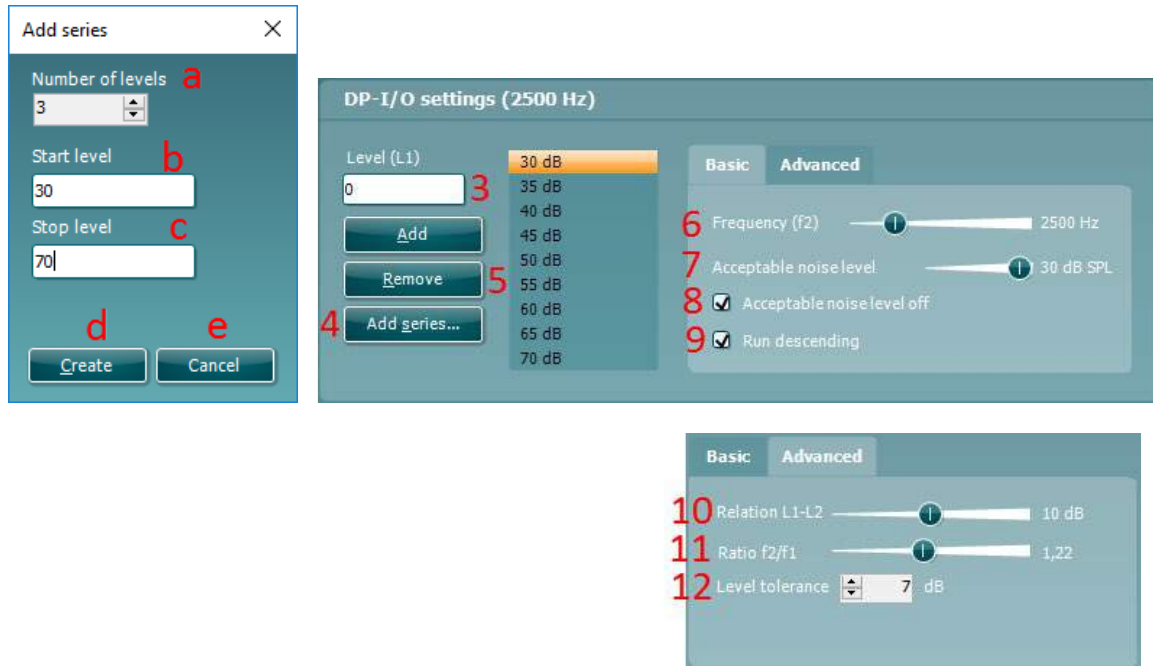 Add series
Number of levels a
3
Start level b
30
Stop level c
70
d e
Create Cancel
DP-I/O settings (2500 Hz)
Level (L1)
0 3
Add
Remove 5
4 Add series...
30 dB
35 dB
40 dB
45 dB
50 dB
55 dB
60 dB
65 dB
70 dB
Basic Advanced
6 Frequency (f2) 2500 Hz
7 Acceptable noise level 30 dB SPL
8 Acceptable noise level off
9 Run descending
Basic Advanced
10 Relation L1-L2 10 dB
11 Ratio f2/f1 1,22
12 Level tolerance 7 dB